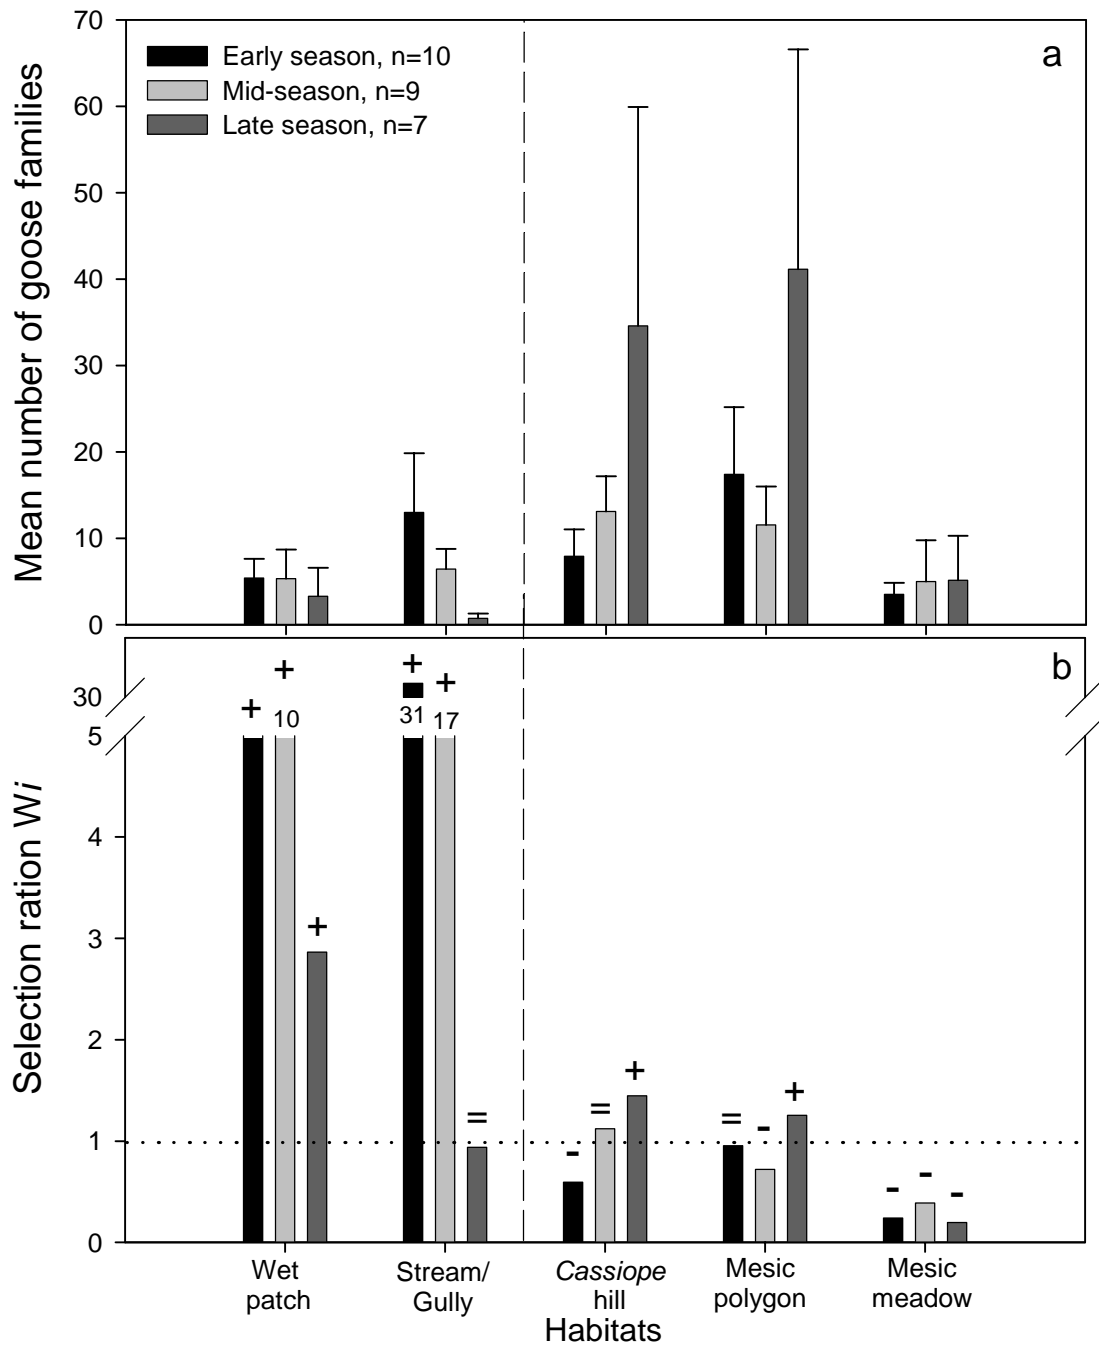 70
60
50
40
30
20
10
0
Mean number of goose families
Early season, n=10
Mid-season, n=9
Late season, n=7
a
b
30
5
4
3
2
1
0
Selection ration Wi
+
+
10
+
+
31
+
17
=
-
=
+
=
-
+
-
-
-
Wet
patch
Stream/
Gully
Cassiope
hill
Mesic
polygon
Mesic
meadow
Habitats